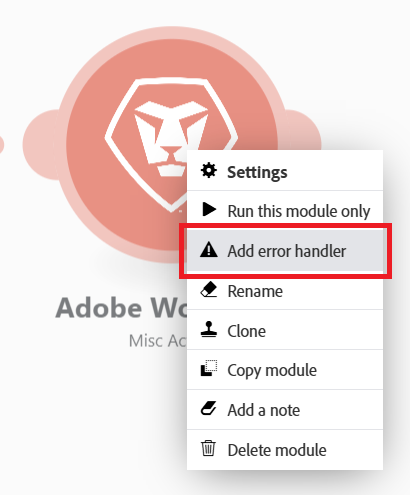 Settings
Run this module only
Add error handler
Rename
Clone
Copy module
Add a note
Delete module
Adobe Wo
Misc Ac